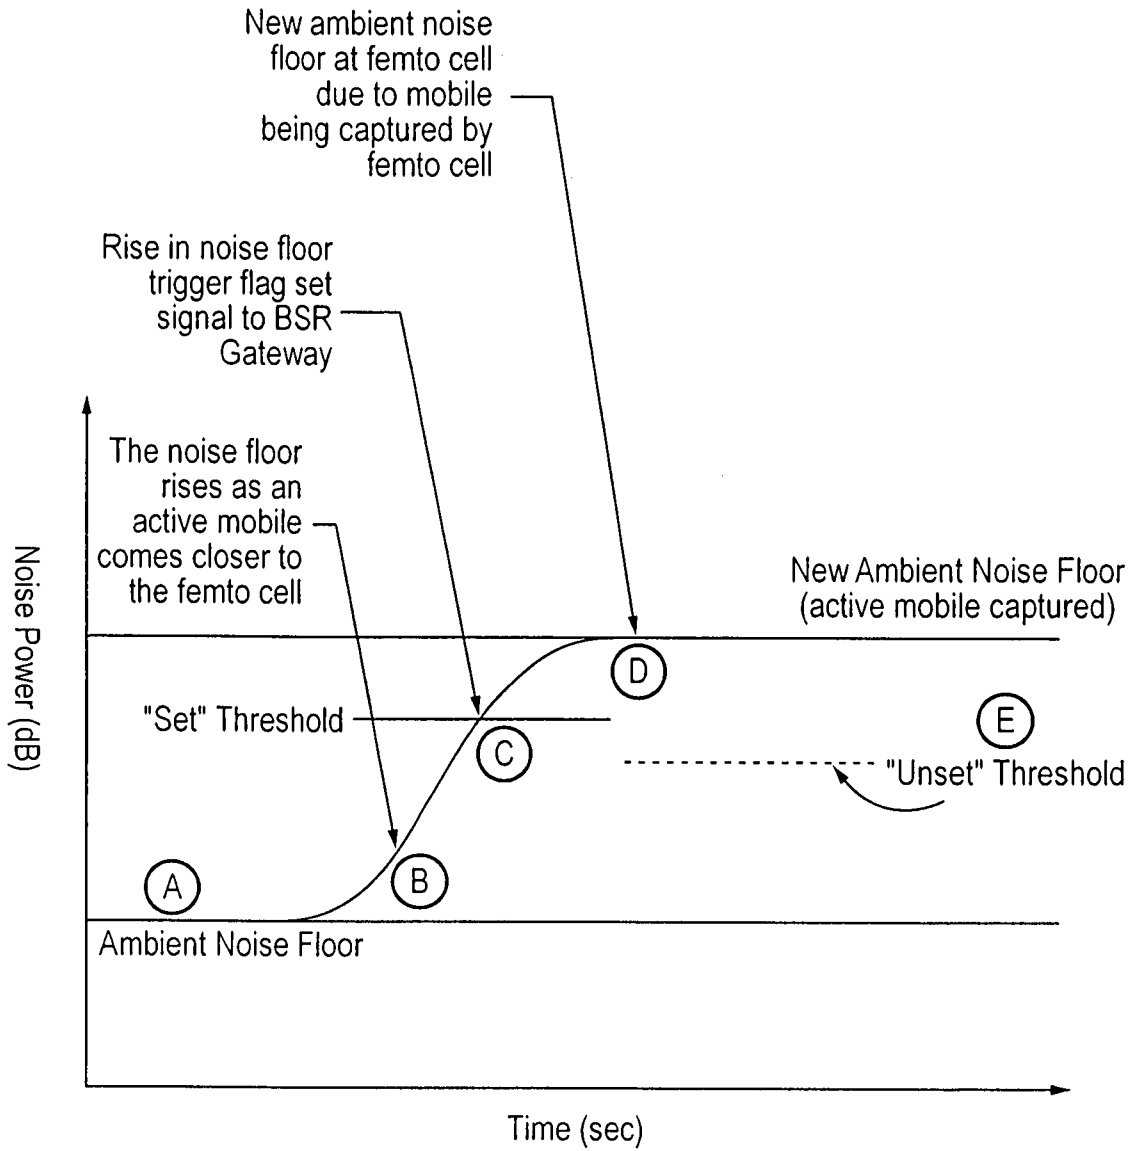 New ambient noise
floor at femto cell
due to mobile
being captured by
femto cell
Rise in noise floor
trigger flag set
signal to BSR
Gateway
The noise floor
rises as an
active mobile
comes closer to
the femto cell
Noise Power (dB)
New Ambient Noise Floor
(active mobile captured)
D
"Set" Threshold
C
E
"Unset" Threshold
A
B
Ambient Noise Floor
Time (sec)